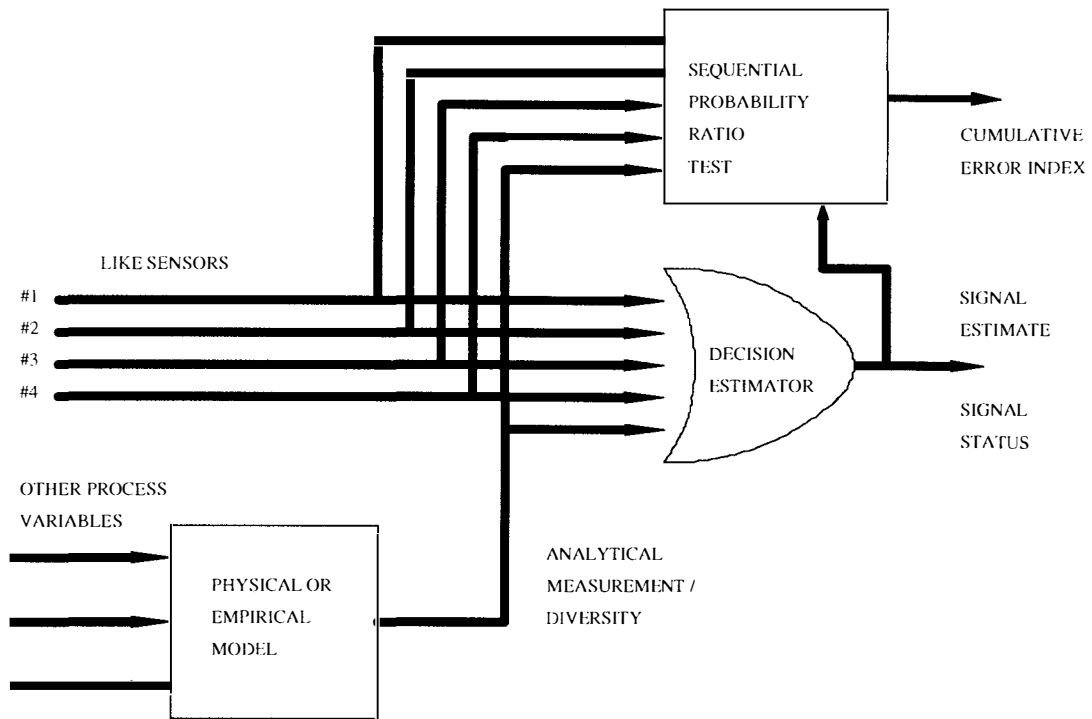 SEQUENTIAL
PROBABILITY
RATIO
TEST
CUMULATIVE
ERROR INDEX
LIKE SENSORS
#1
#2
#3
#4
DECISION
ESTIMATOR
SIGNAL
ESTIMATE
SIGNAL
STATUS
OTHER PROCESS
VARIABLES
PHYSICAL OR
EMPIRICAL
MODEL
ANALYTICAL
MEASUREMENT /
DIVERSITY